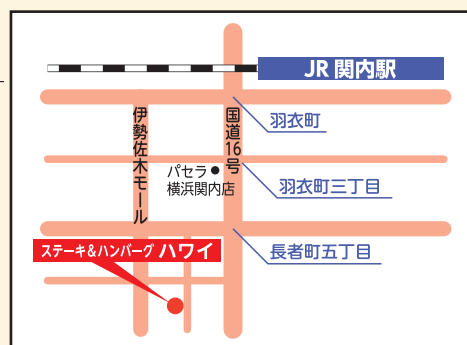 JR 関内駅
羽衣町
伊勢佐木モール
国道16号
パセラ
横浜関内店
羽衣町三丁目
長者町五丁目
ステーキ&ハンバーグ ハワイ